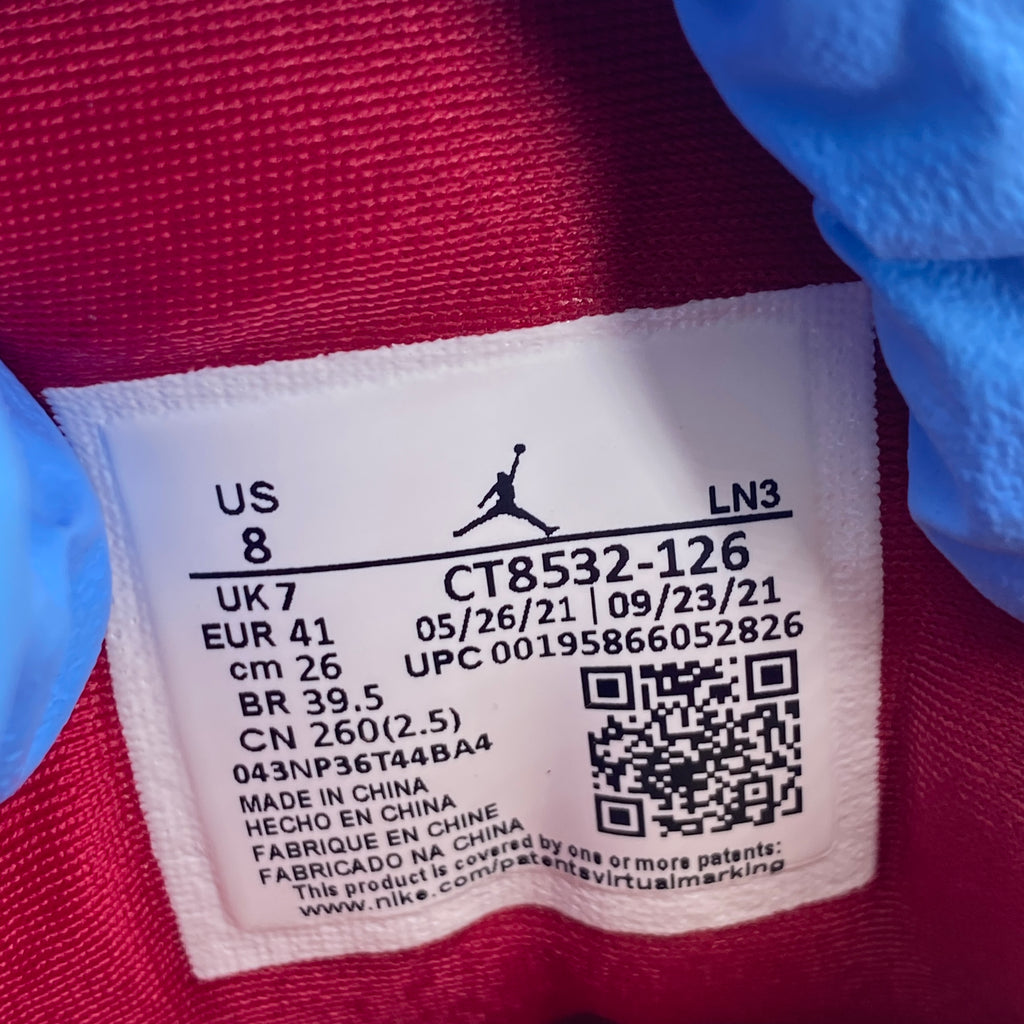 US
8
LN3
CT8532-126
UK 7
05/26/21 | 09/23/21
EUR 41
UPC 00195866052826
cm 26
BR 39.5
CN 260(2.5)
043NP36T44BA4
MADE IN CHINA
HECHO EN CHINA
FABRIQUE EN CHINE
FABRICADO NA CHINA
This product is covered by one or more patents:
www.nike.com/patentsvirtualmarking